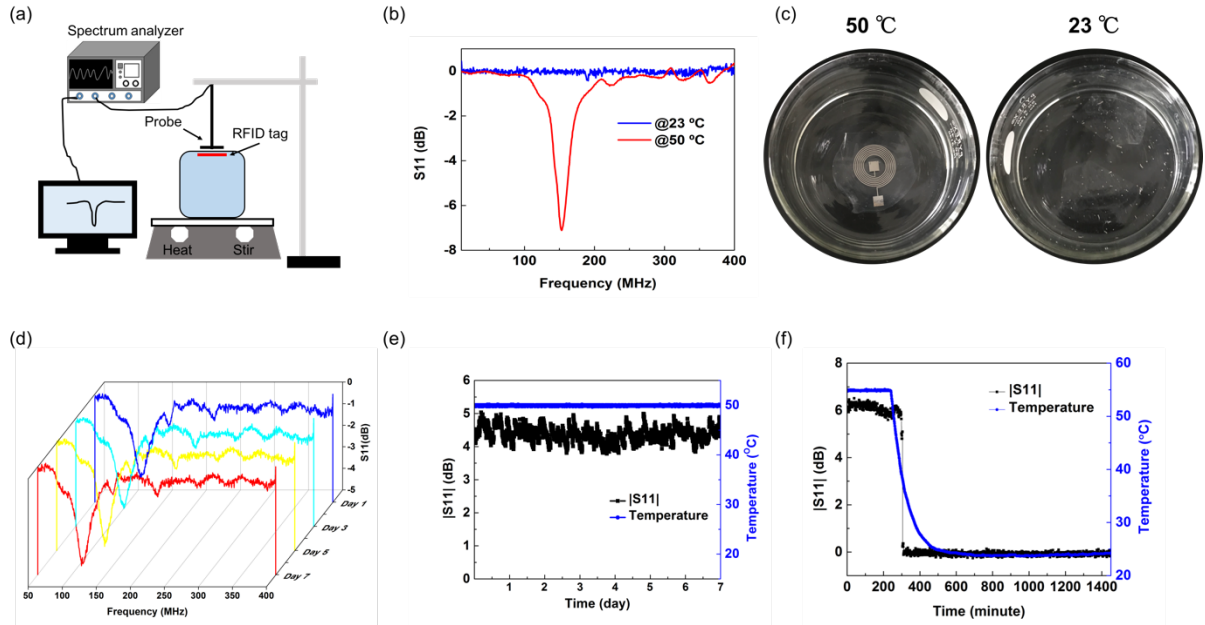 (a)
Spectrum analyzer
Probe
RFID tag
Heat
Stir
(b)
0
-2
-4
-6
-8
S11 (dB)
@23 ºC
@50 ºC
100
200
300
400
Frequency (MHz)
(c)
50 ℃
23 ℃
(d)
0
-1
-2
-3
-4
-5
S11(dB)
Day 1
Day 3
Day 5
Day 7
50
100
150
200
250
300
350
400
Frequency (MHz)
(e)
6
5
4
3
2
1
0
|S11| (dB)
|S11|
Temperature
55
50
45
40
35
30
25
20
15
Temperature (ºC)
1
2
3
4
5
6
7
Time (day)
(f)
8
6
4
2
0
|S11| (dB)
|S11|
Temperature
60
50
40
30
20
Temperature (ºC)
0
200
400
600
800
1000
1200
1400
Time (minute)